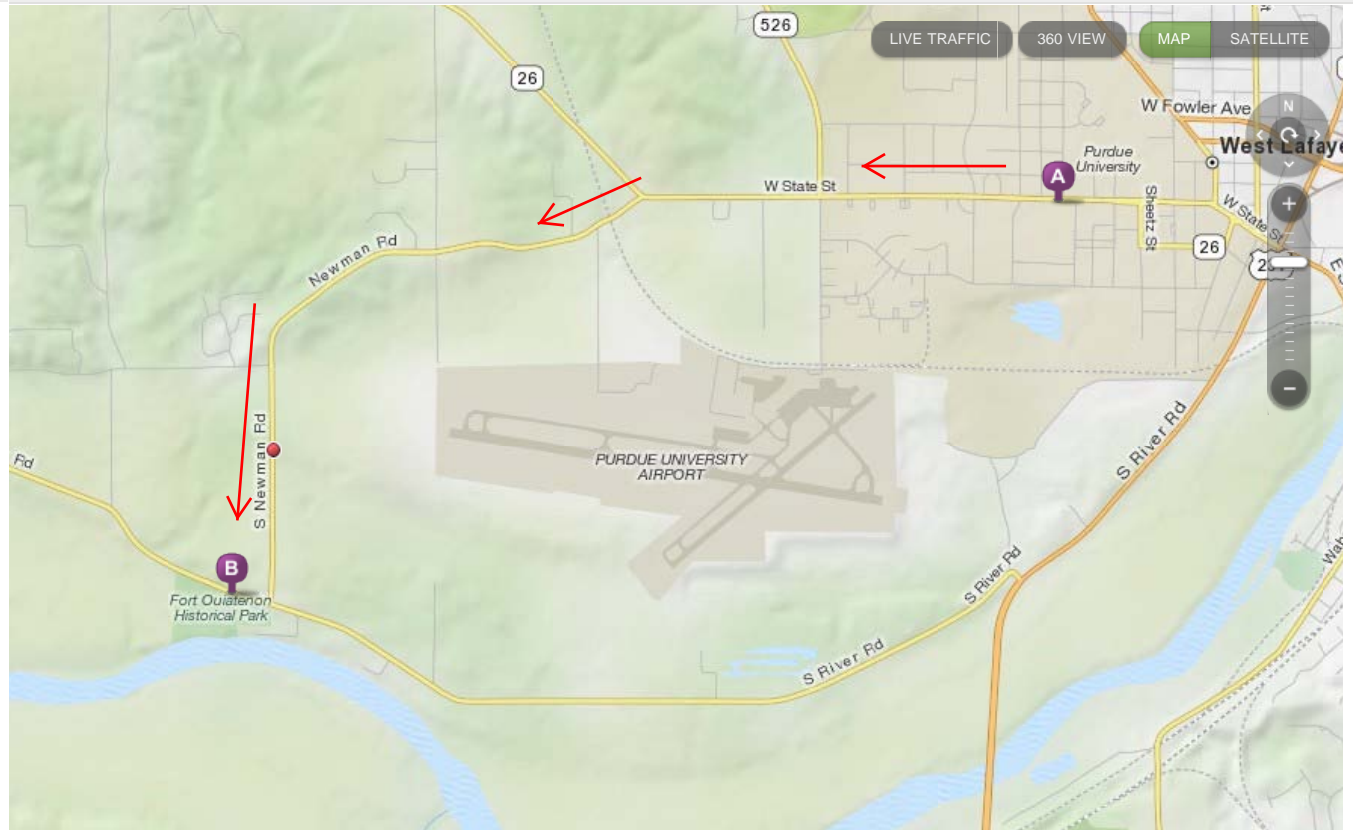 526
LIVE TRAFFIC
360 VIEW
MAP
SATELLITE
26
W Fowler Ave
N
West Lafaye
Purdue
University
A
W State St
Sheetz St
W State St
26
Newman Rd
S Newman Rd
Rd
PURDUE UNIVERSITY
AIRPORT
S River Rd
B
Fort Ouiatenon
Historical Park
S River Rd
S River Rd
Wab